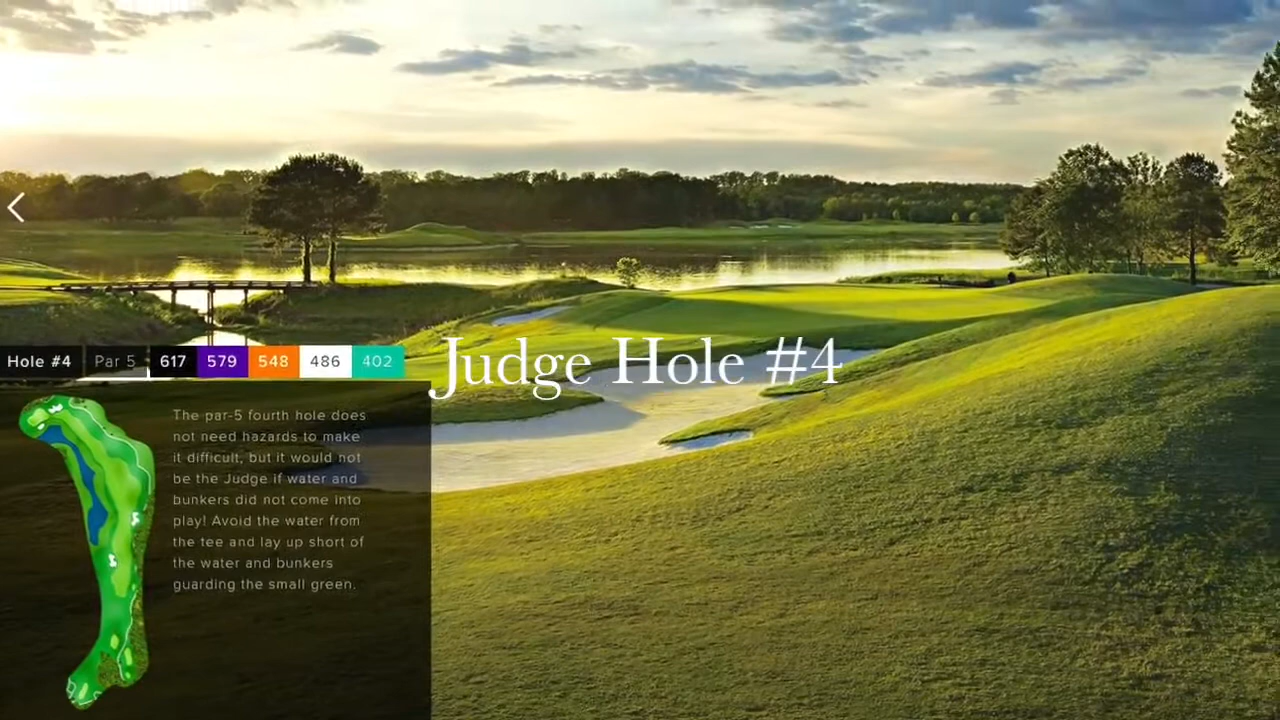 Judge Hole #4
Hole #4 Par 5 617 579 548 486 402
The par-5 fourth hole does
not need hazards to make
it difficult, but it would not
be the Judge if water and
bunkers did not come into
play! Avoid the water from
the tee and lay up short of
the water and bunkers
guarding the small green.